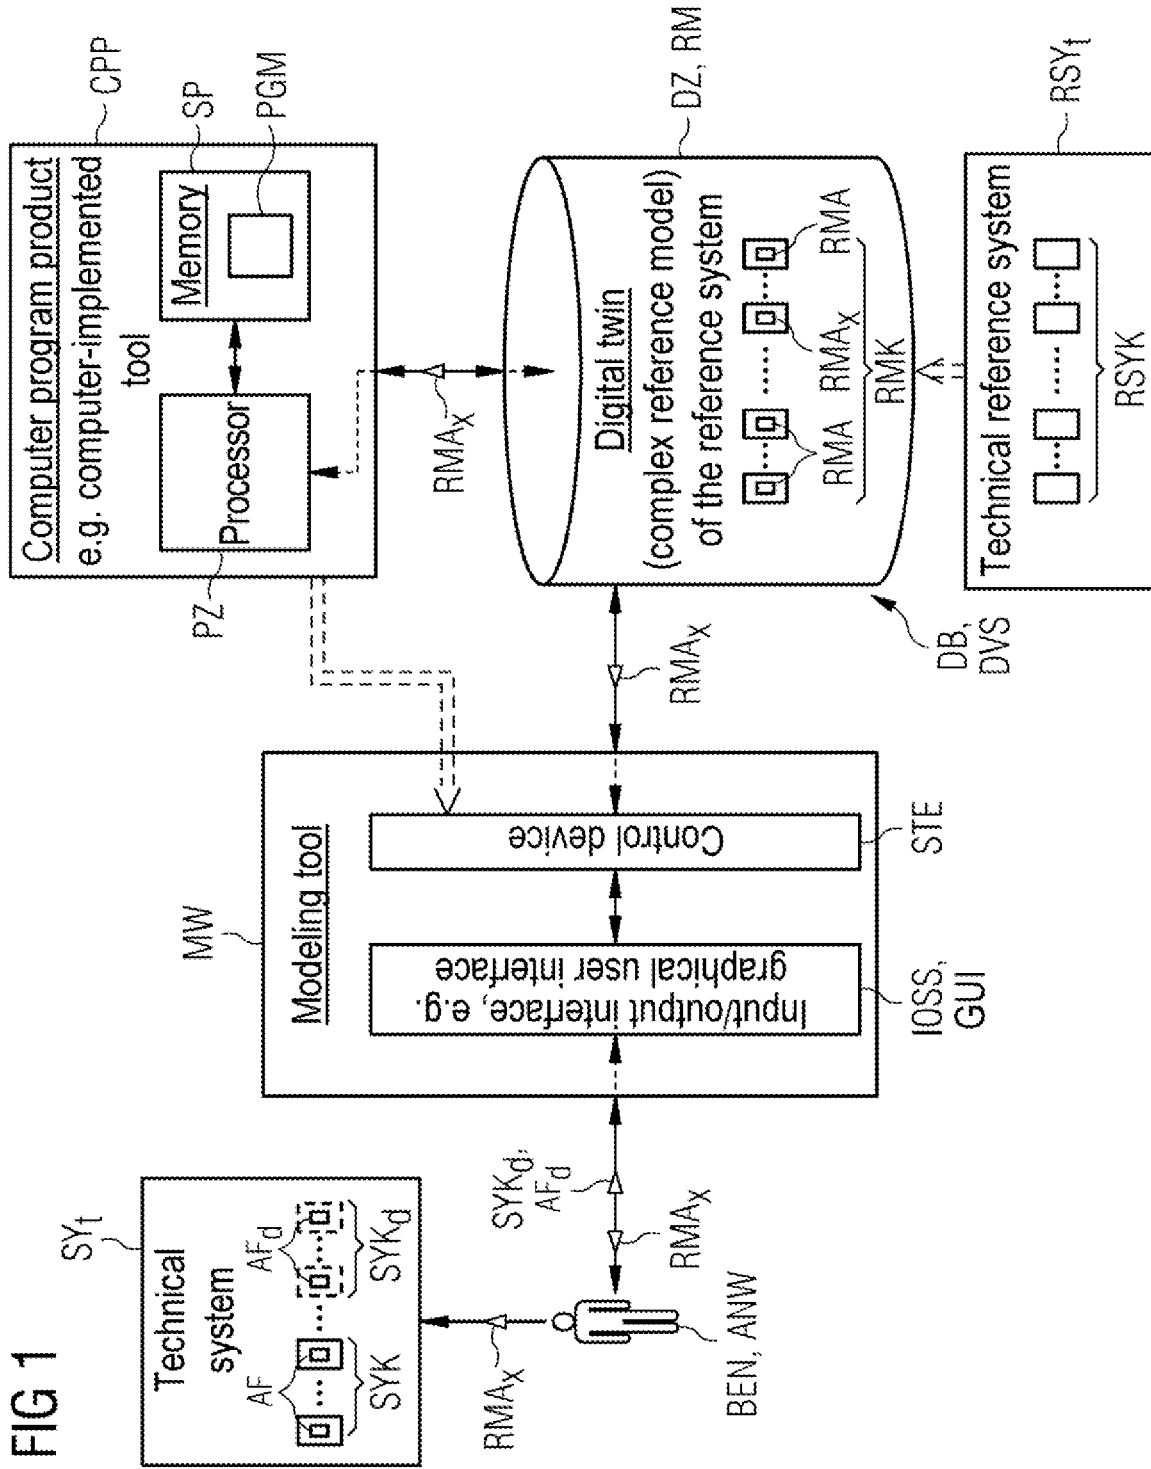 FIG 1
SYt
Technical
system
AF
AFd
SYK
SYKd
RMAx
BEN, ANW
SYKd,
AFd
RMAx
MW
Modeling tool
Input/output interface, e.g.
graphical user interface
Control device
IOSS,
GUI
STE
RMAx
CPP
Computer program product
e.g. computer-implemented
tool
Processor
PZ
Memory
SP
PGM
RMAx
DZ, RM
Digital twin
(complex reference model)
of the reference system
RMA
RMAx
RMA
RMK
DB,
DVS
RSYt
Technical reference system
RSYK